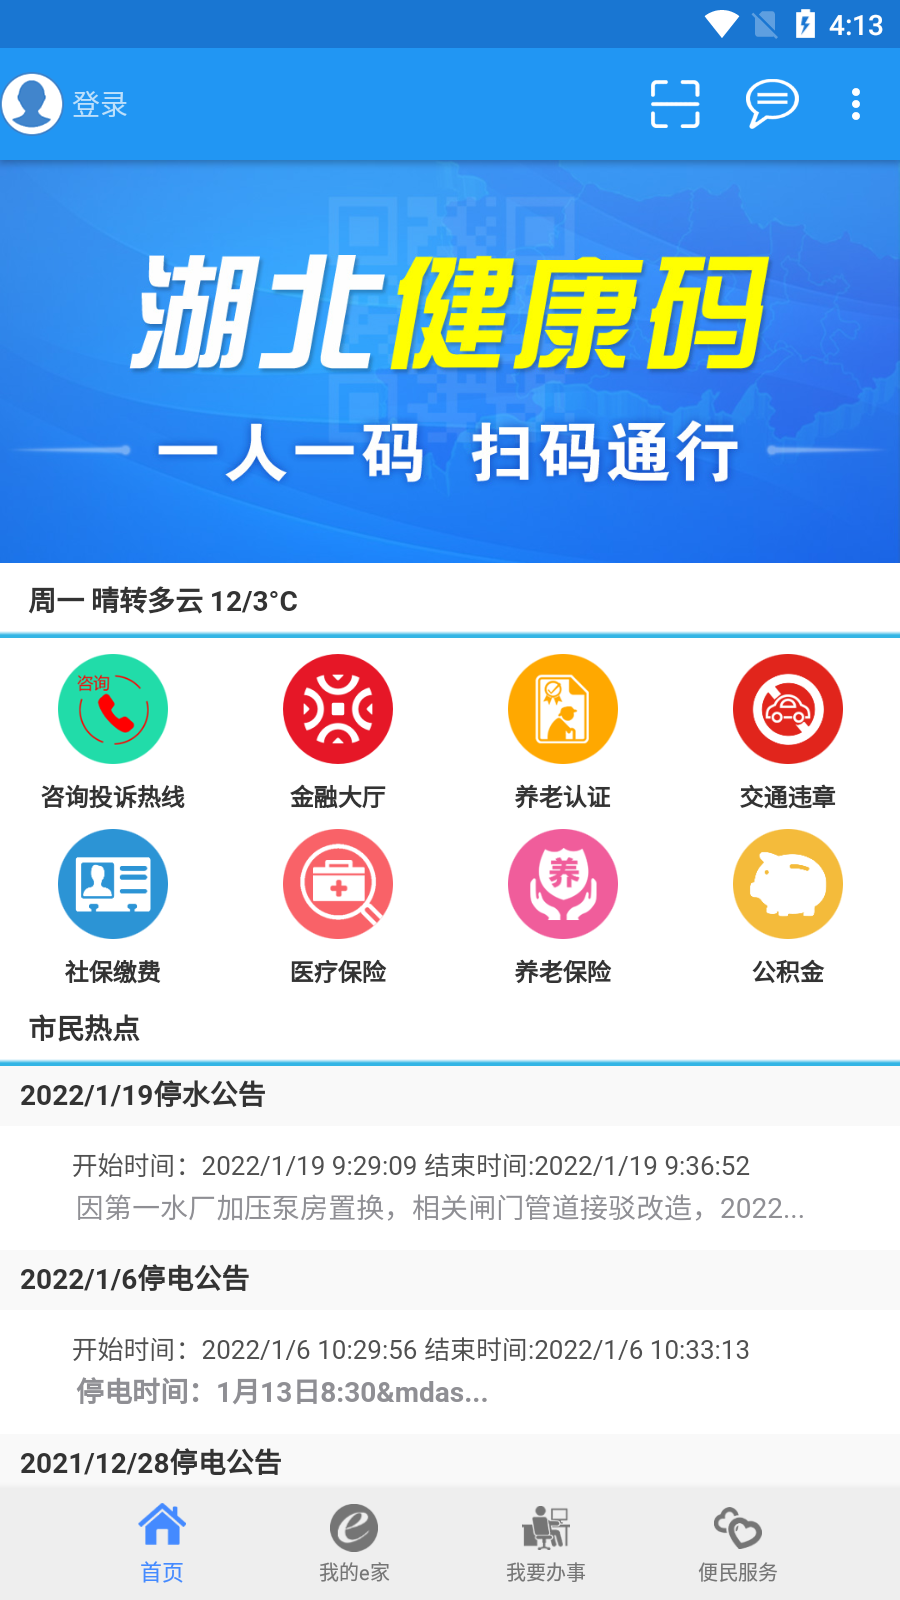 4:13
登录
湖北健康码
一人一码 扫码通行
周一 晴转多云 12/3°C
咨询
养
咨询投诉热线 金融大厅 养老认证 交通违章
社保缴费 医疗保险 养老保险 公积金
市民热点
2022/1/19停水公告
开始时间：2022/1/19 9:29:09 结束时间:2022/1/19 9:36:52
因第一水厂加压泵房置换，相关闸门管道接驳改造，2022...
2022/1/6停电公告
开始时间：2022/1/6 10:29:56 结束时间:2022/1/6 10:33:13
停电时间：1月13日8:30&mdas...
2021/12/28停电公告
首页 我的e家 我要办事 便民服务